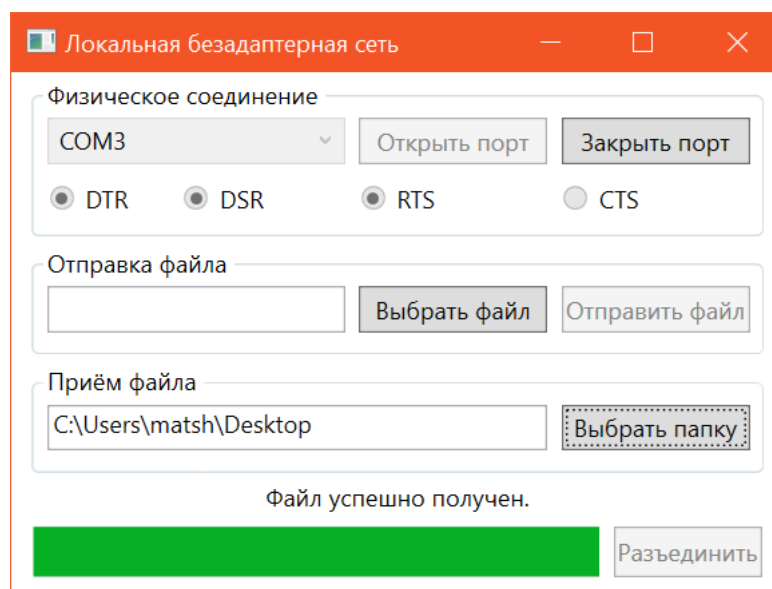 Локальная безадаптерная сеть
Физическое соединение
COM3 Открыть порт Закрыть порт
DTR DSR RTS CTS
Отправка файла
Выбрать файл Отправить файл
Приём файла
C:\Users\matsh\Desktop Выбрать папку
Файл успешно получен.
Разъединить